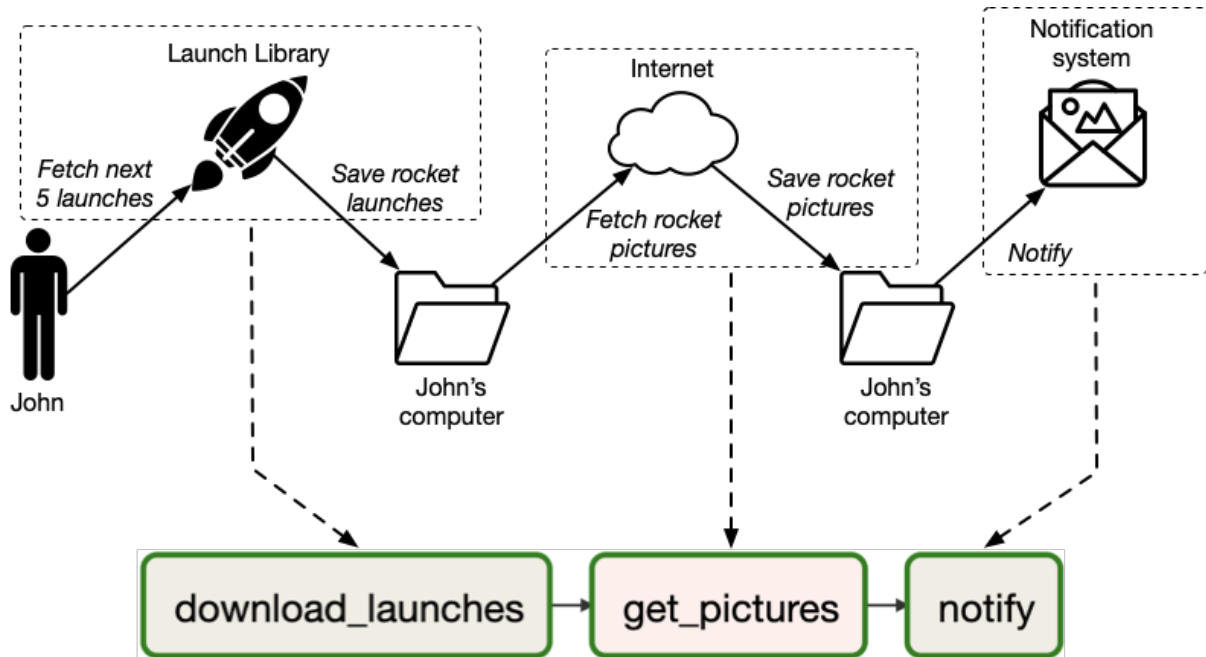 Launch Library
Fetch next
5 launches
Save rocket
launches
John
John's
computer
Internet
Fetch rocket
pictures
Save rocket
pictures
John's
computer
Notification
system
Notify
download_launches
get_pictures
notify